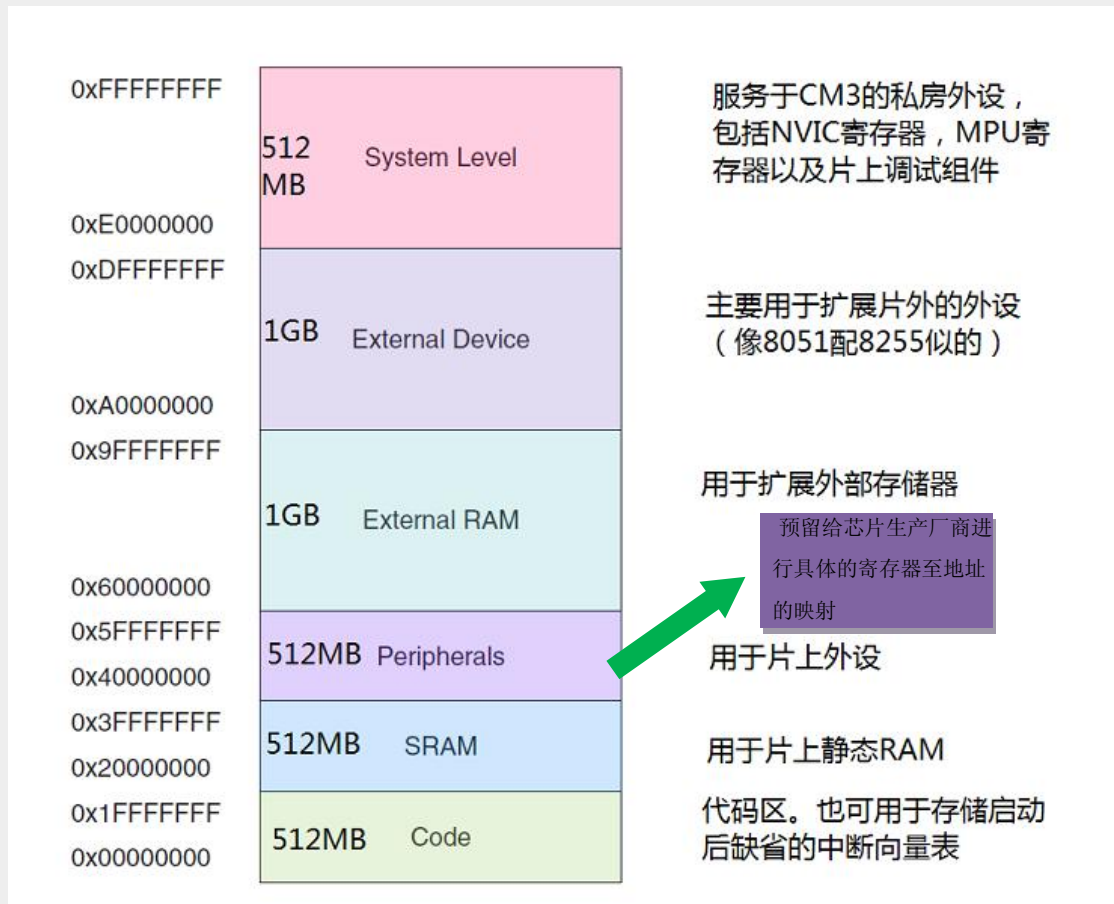 0xFFFFFFFF
512
MB
System Level
服务于CM3的私房外设，
包括NVIC寄存器，MPU寄
存器以及片上调试组件
0xE0000000
0xDFFFFFFF
1GB
External Device
主要用于扩展片外的外设
（像8051配8255似的）
0xA0000000
0x9FFFFFFF
1GB
External RAM
用于扩展外部存储器
预留给芯片生产厂商进
行具体的寄存器至地址
的映射
0x60000000
0x5FFFFFFF
512MB
Peripherals
用于片上外设
0x40000000
0x3FFFFFFF
512MB
SRAM
用于片上静态RAM
0x20000000
0x1FFFFFFF
512MB
Code
代码区。也可用于存储启动
后缺省的中断向量表
0x00000000